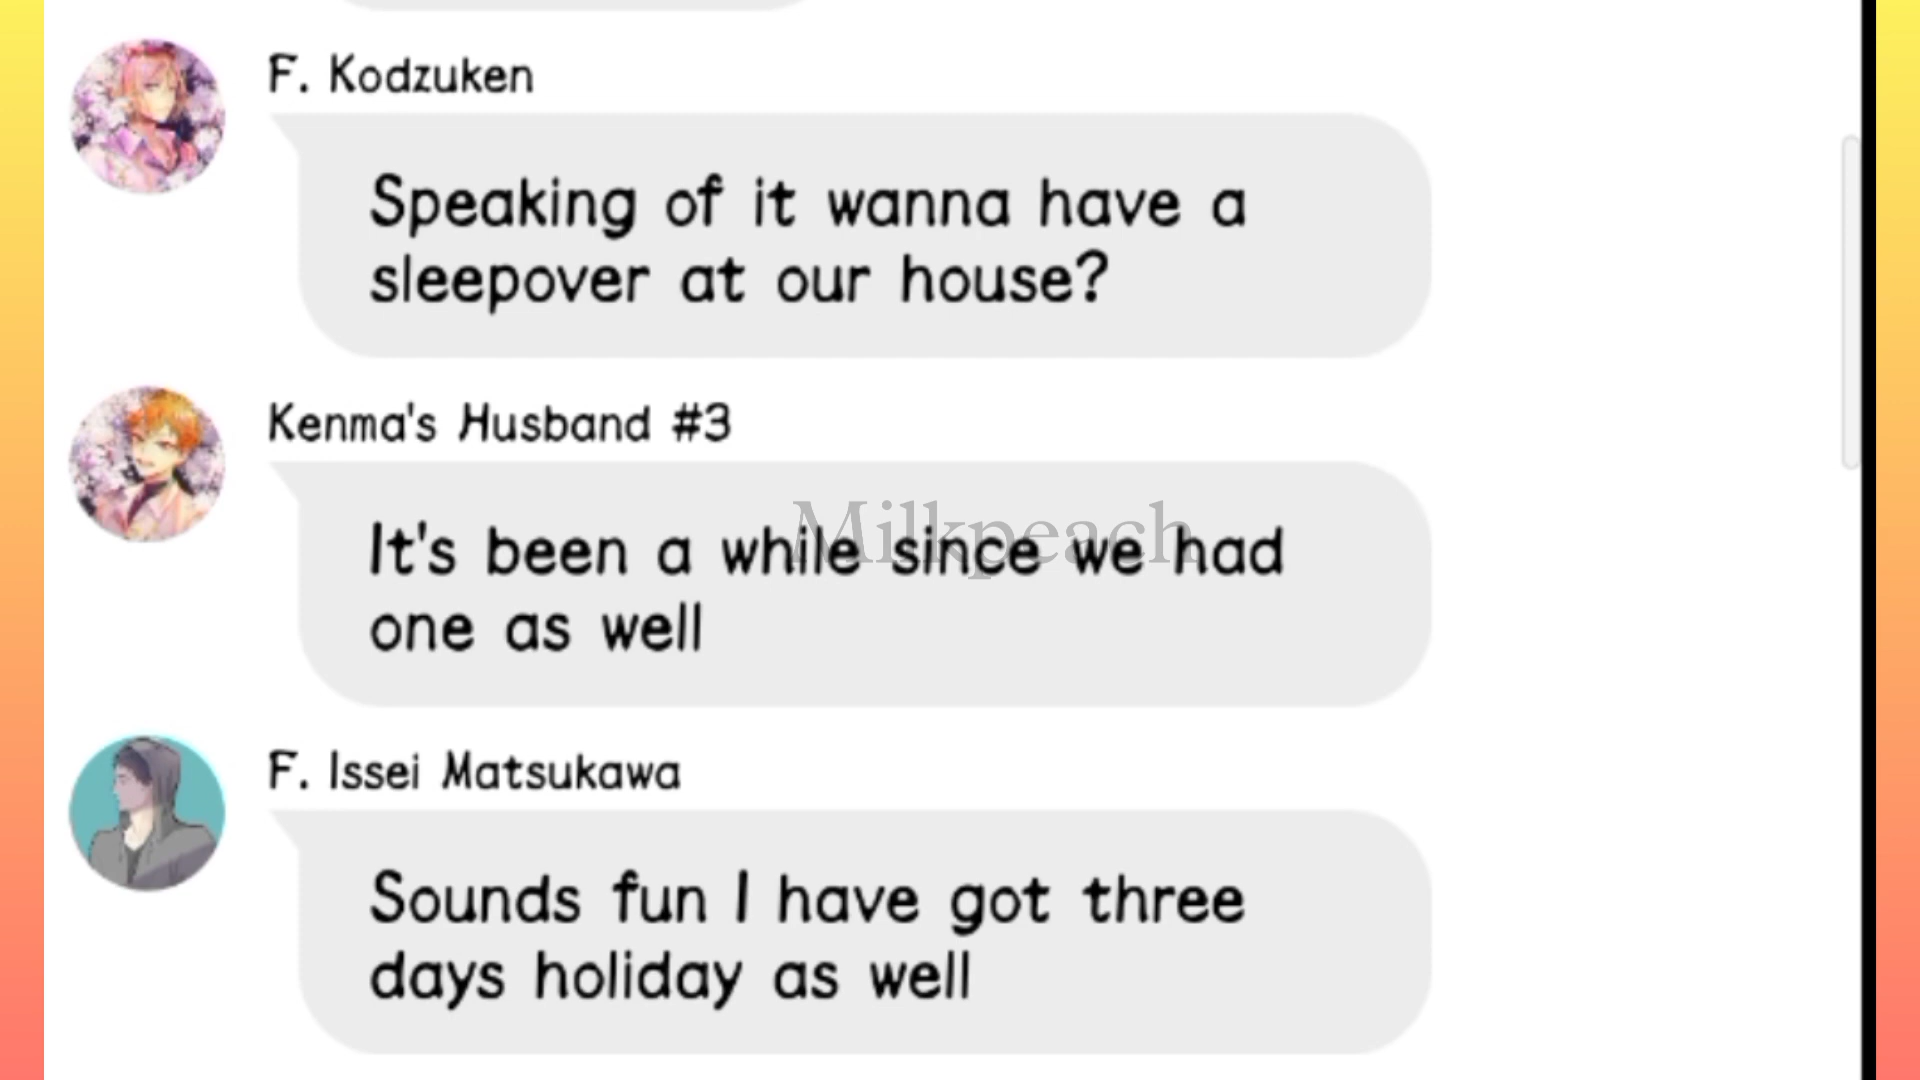 F. Kodzuken
Speaking of it wanna have a
sleepover at our house?
Kenma's Husband #3
Milkpeach
It's been a while since we had
one as well
F. Issei Matsukawa
Sounds fun I have got three
days holiday as well